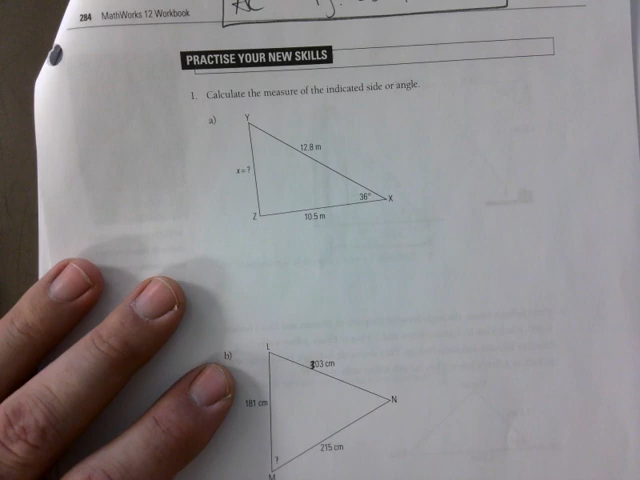 284 MathWorks 12 Workbook
PRACTISE YOUR NEW SKILLS
1. Calculate the measure of the indicated side or angle.
a)
Y
12.8 m
x = ?
36°
X
Z
10.5 m
b)
L
303 cm
181 cm
N
215 cm
?
M